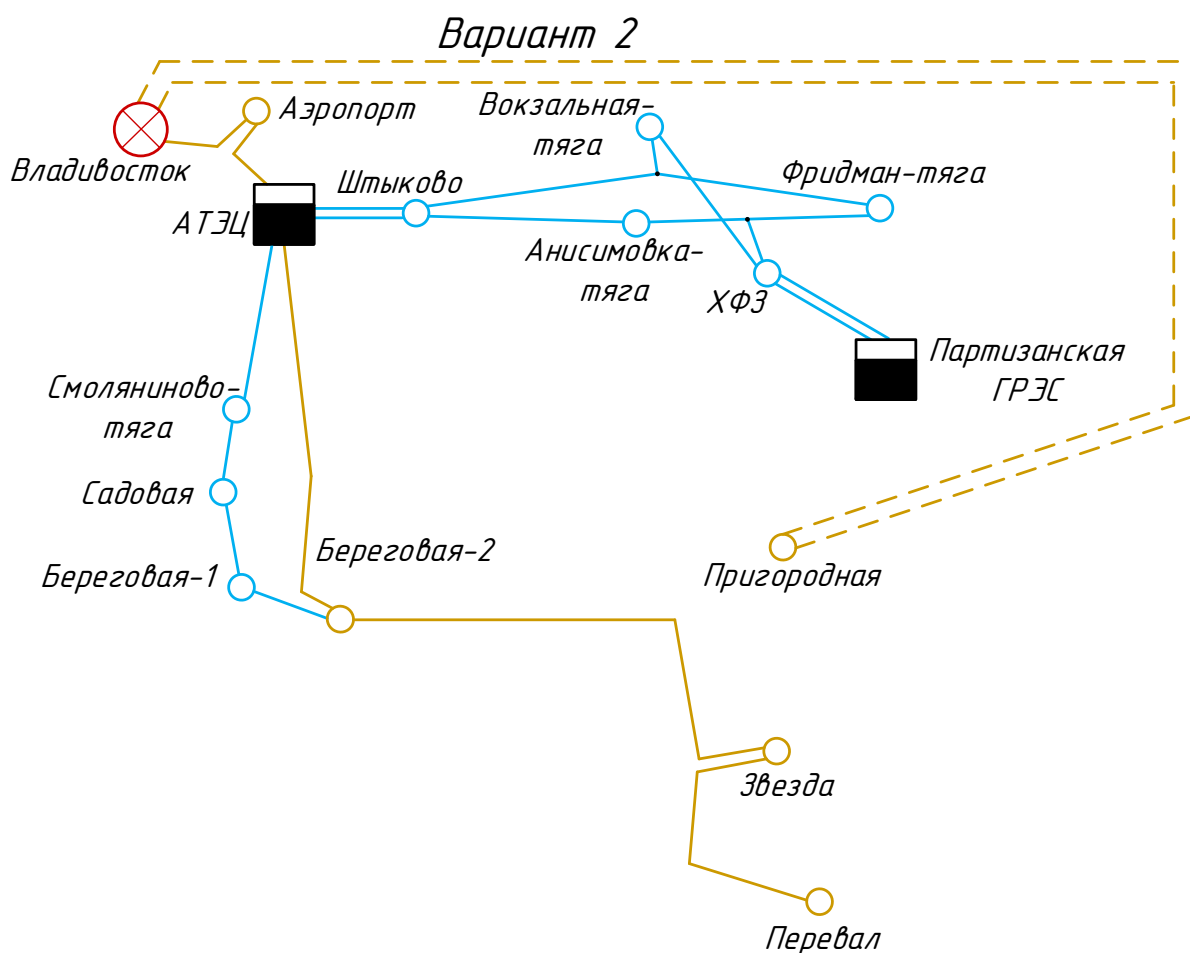 Вариант 2
Аэропорт
Вокзальная-
тяга
Владивосток
Штыково
Фридман-тяга
АТЭЦ
Анисимовка-
тяга
ХФЗ
Партизанская
ГРЭС
Смоляниново-
тяга
Садовая
Береговая-2
Береговая-1
Пригородная
Звезда
Перевал